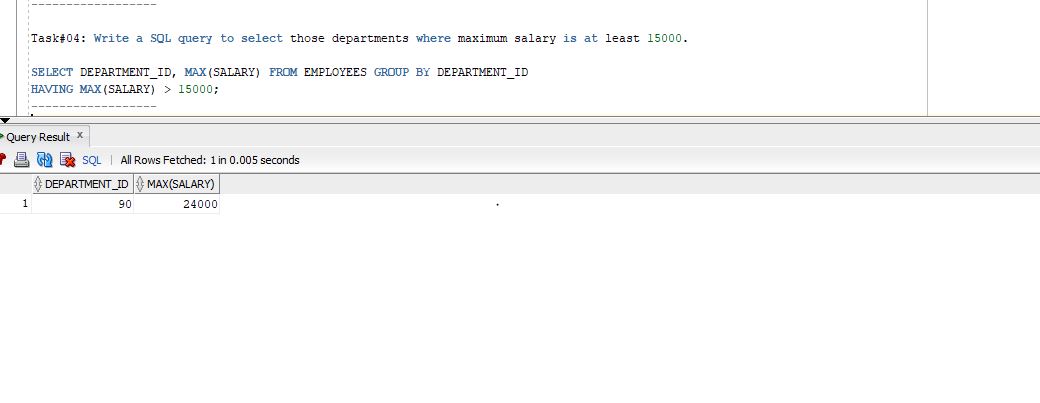 ------------------
Task#04: Write a SQL query to select those departments where maximum salary is at least 15000.
SELECT DEPARTMENT_ID, MAX(SALARY) FROM EMPLOYEES GROUP BY DEPARTMENT_ID
HAVING MAX(SALARY) > 15000;
------------------
Query Result x
SQL | All Rows Fetched: 1 in 0.005 seconds
DEPARTMENT_ID MAX(SALARY)
1 90 24000